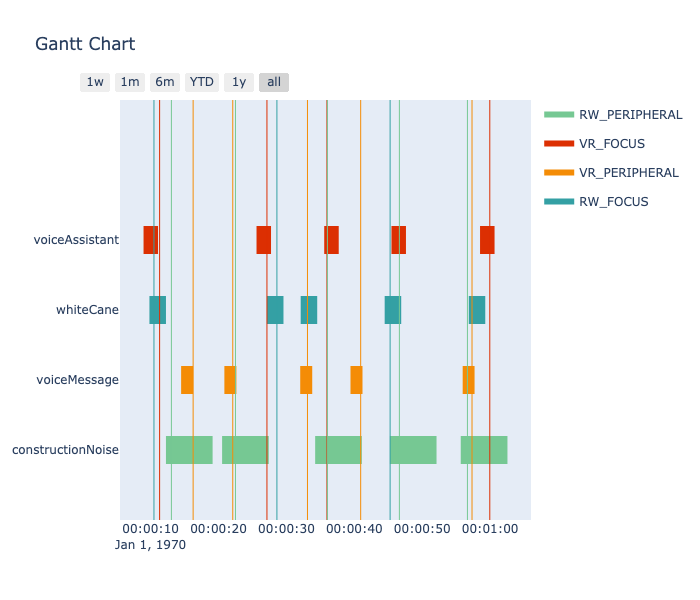 Gantt Chart
1w 1m 6m YTD 1y all
RW_PERIPHERAL
VR_FOCUS
VR_PERIPHERAL
RW_FOCUS
voiceAssistant
whiteCane
voiceMessage
constructionNoise
00:00:10 00:00:20 00:00:30 00:00:40 00:00:50 00:01:00
Jan 1, 1970